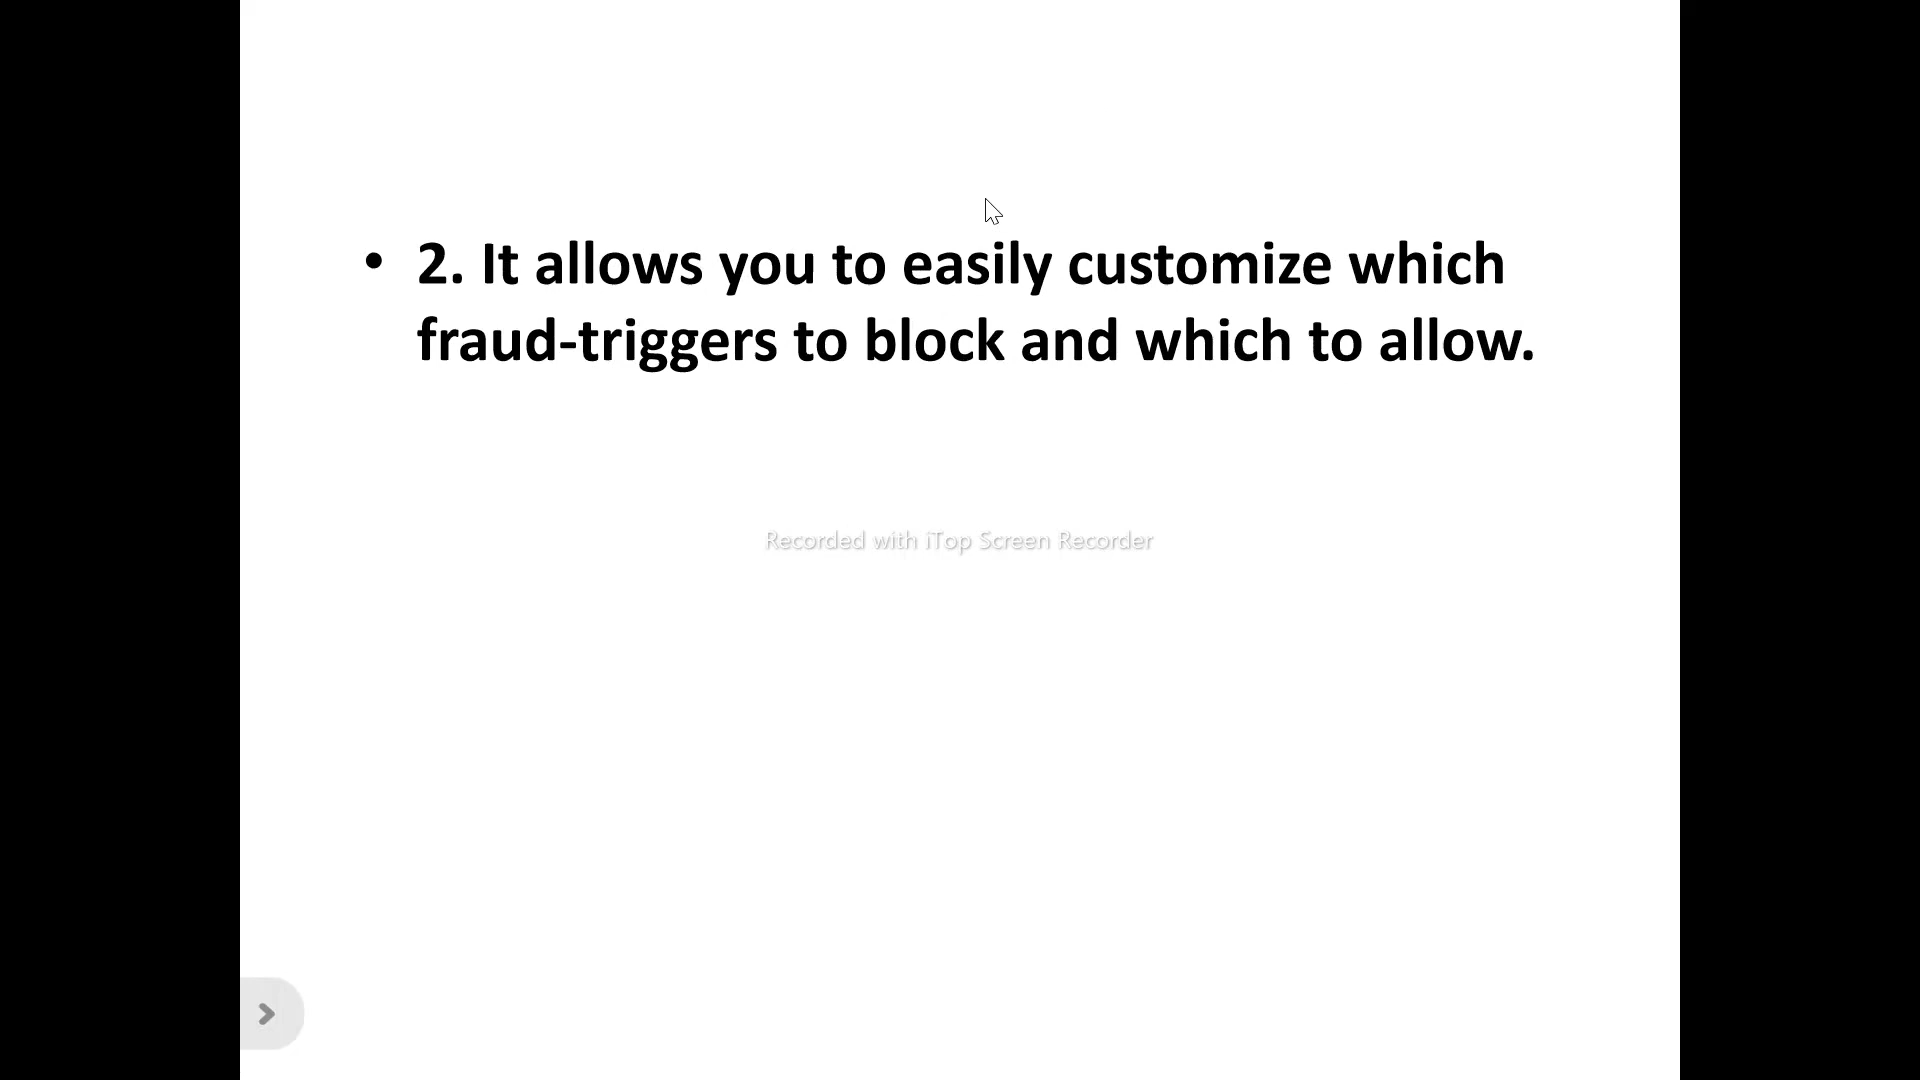 • 2. It allows you to easily customize which
fraud-triggers to block and which to allow.
Recorded with iTop Screen Recorder